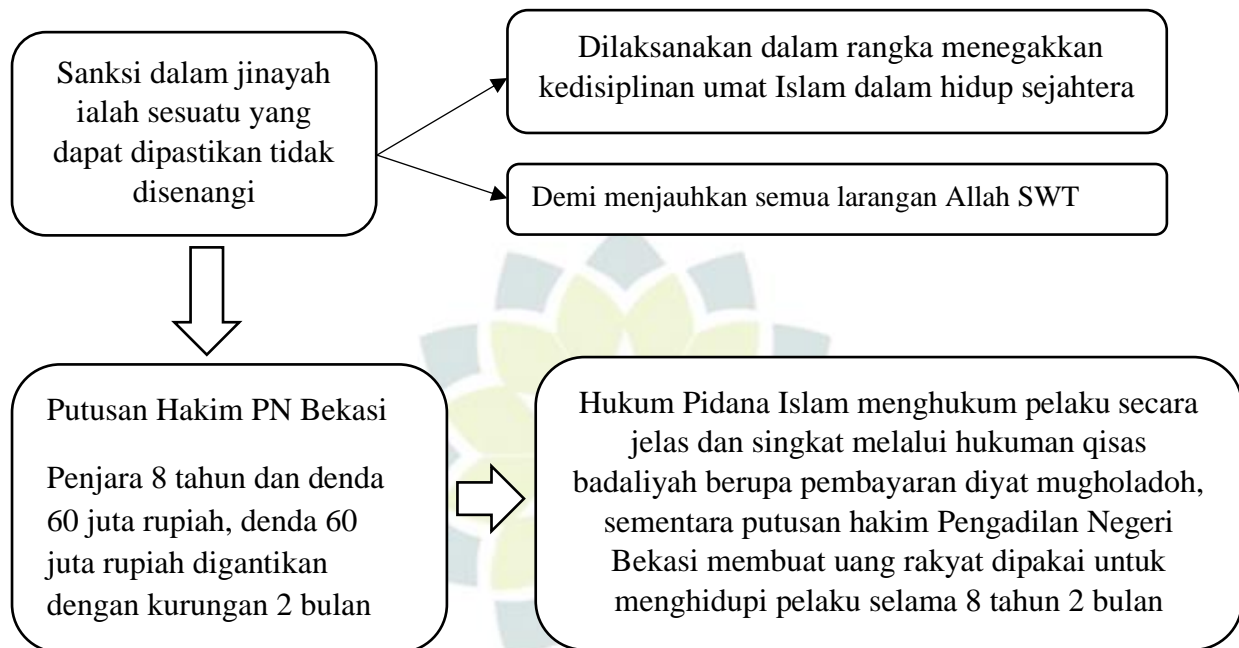 Sanksi dalam jinayah
ialah sesuatu yang
dapat dipastikan tidak
disenangi
Dilaksanakan dalam rangka menegakkan
kedisiplinan umat Islam dalam hidup sejahtera
Demi menjauhkan semua larangan Allah SWT
Putusan Hakim PN Bekasi
Penjara 8 tahun dan denda
60 juta rupiah, denda 60
juta rupiah digantikan
dengan kurungan 2 bulan
Hukum Pidana Islam menghukum pelaku secara
jelas dan singkat melalui hukuman qisas
badaliyah berupa pembayaran diyat mugholadoh,
sementara putusan hakim Pengadilan Negeri
Bekasi membuat uang rakyat dipakai untuk
menghidupi pelaku selama 8 tahun 2 bulan